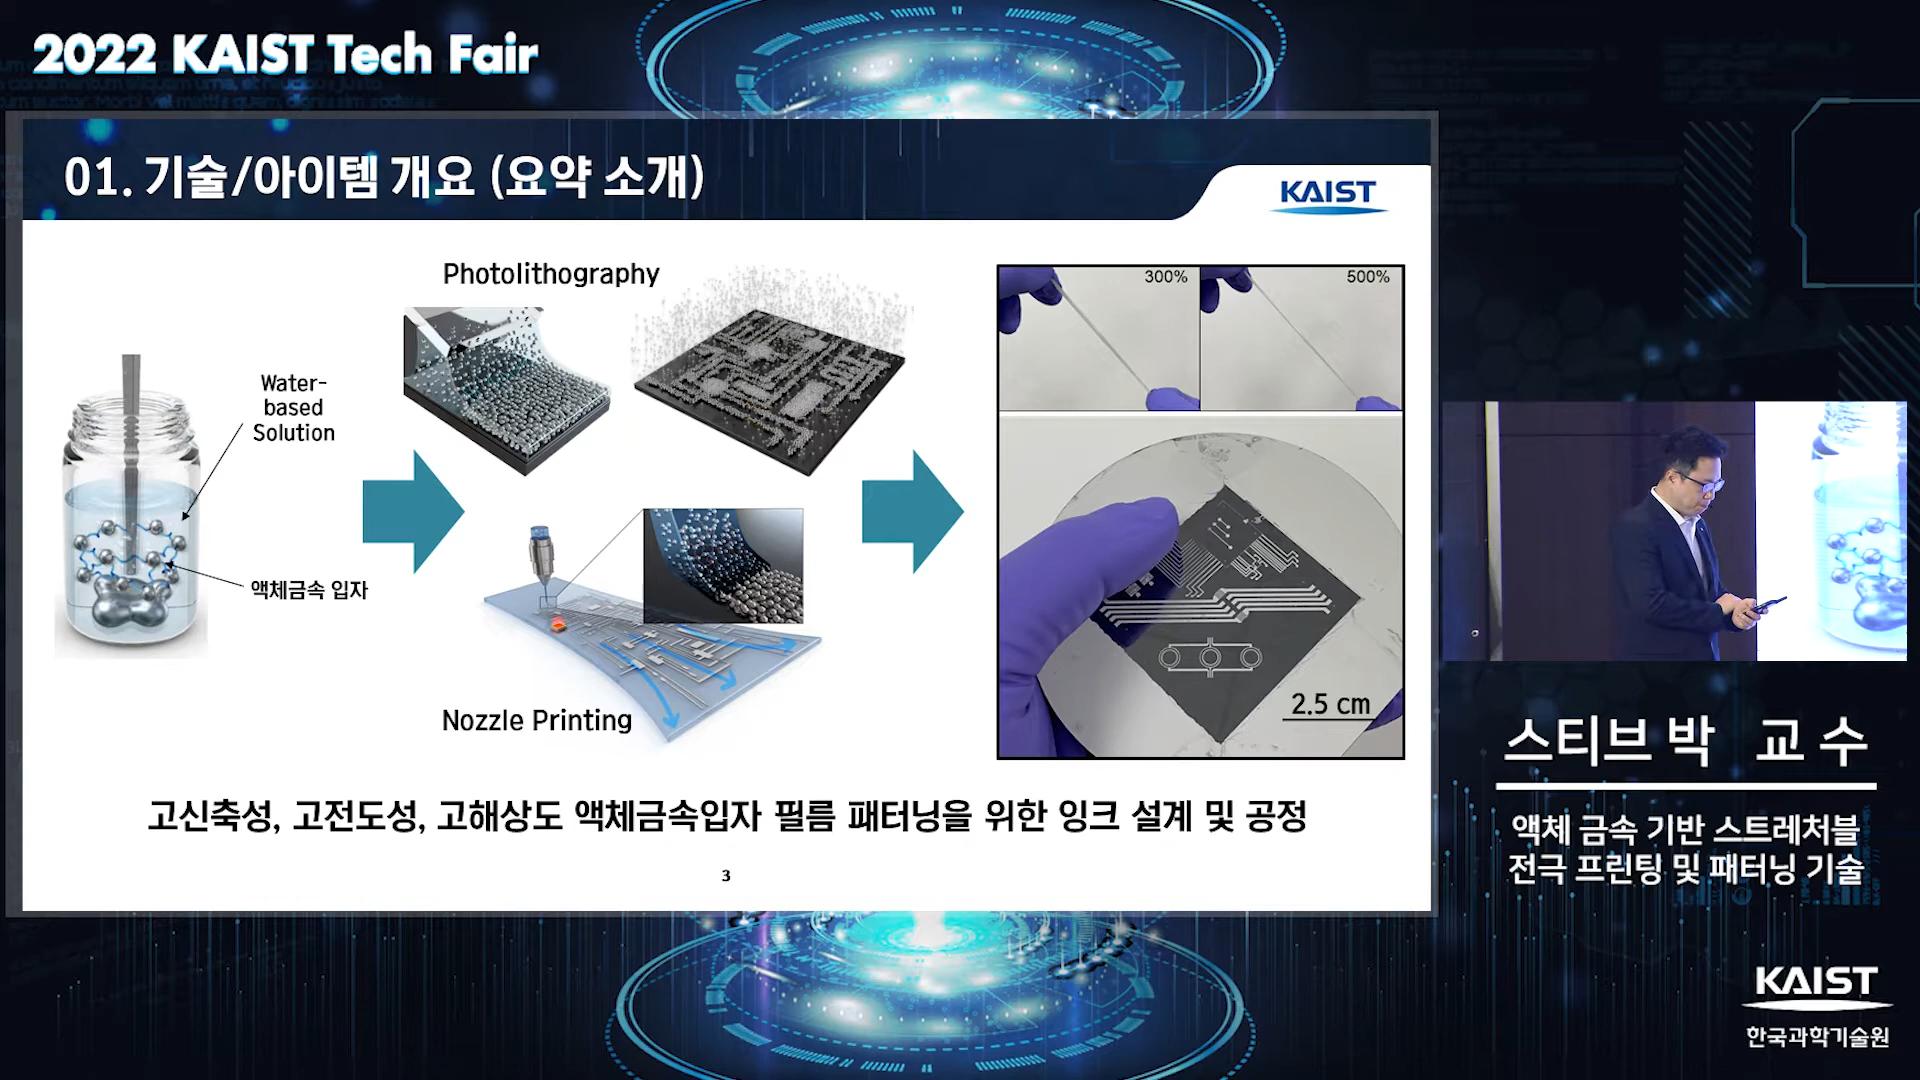 2022 KAIST Tech Fair
01. 기술/아이템 개요 (요약 소개)
KAIST
Photolithography
Water-
based
Solution
액체금속 입자
Nozzle Printing
300%
500%
2.5 cm
고신축성, 고전도성, 고해상도 액체금속입자 필름 패터닝을 위한 잉크 설계 및 공정
3
스티브 박 교수
액체 금속 기반 스트레처블
전극 프린팅 및 패터닝 기술
KAIST
한국과학기술원